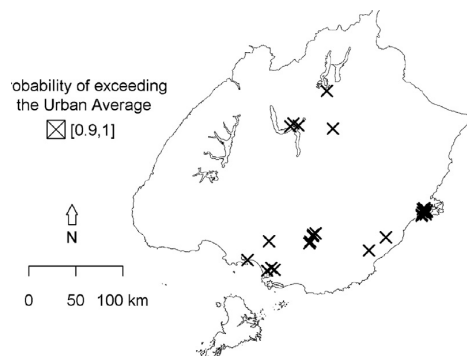 robability of exceeding
the Urban Average
[0.9,1]
N
0 50 100 km